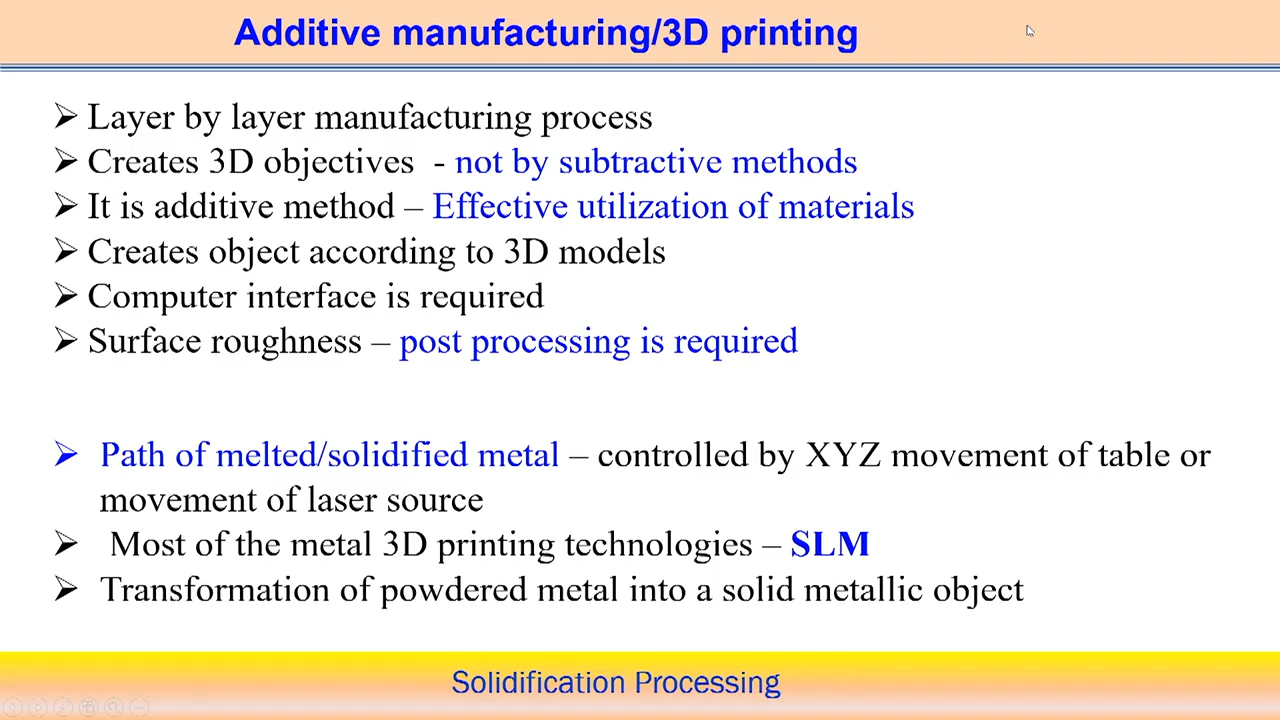 Additive manufacturing/3D printing
➢ Layer by layer manufacturing process
➢ Creates 3D objectives - not by subtractive methods
➢ It is additive method – Effective utilization of materials
➢ Creates object according to 3D models
➢ Computer interface is required
➢ Surface roughness – post processing is required
➢ Path of melted/solidified metal – controlled by XYZ movement of table or
movement of laser source
➢ Most of the metal 3D printing technologies – SLM
➢ Transformation of powdered metal into a solid metallic object
Solidification Processing